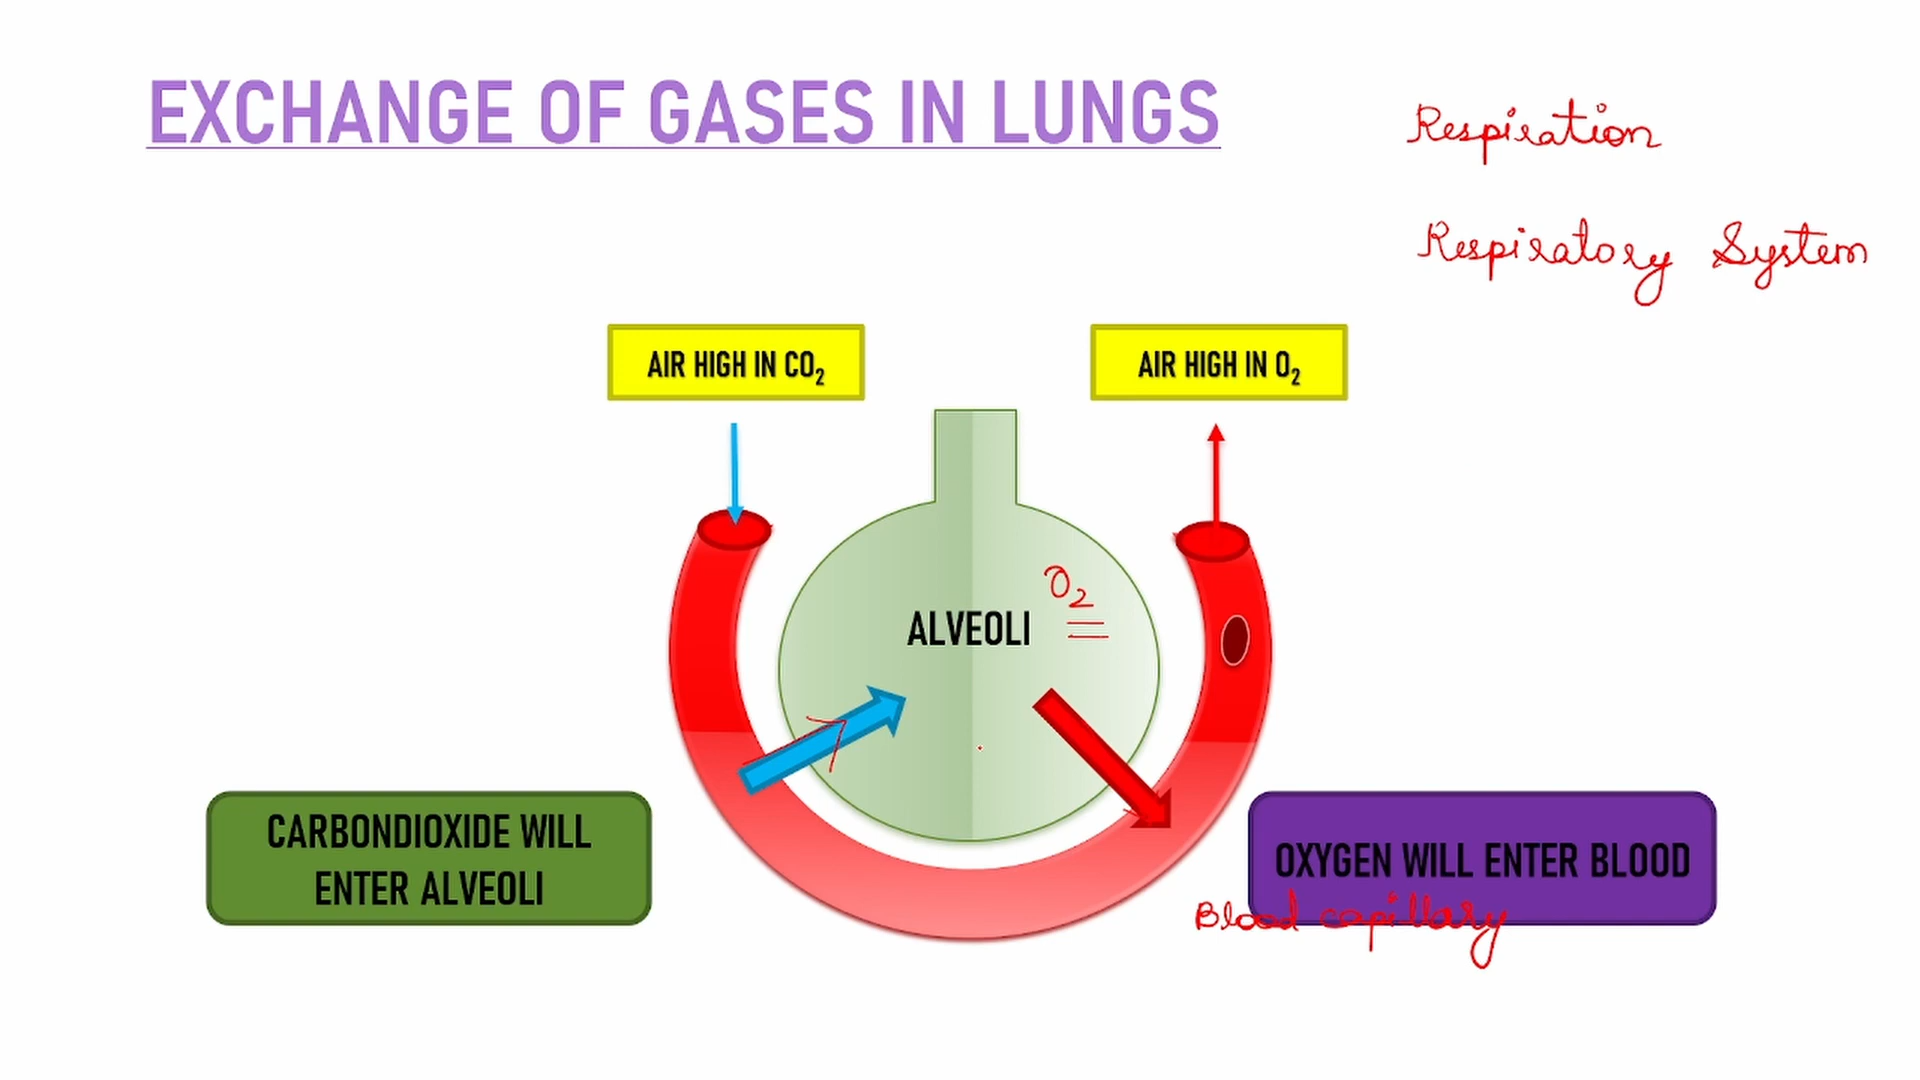 EXCHANGE OF GASES IN LUNGS
Respiration
Respiratory System
AIR HIGH IN CO₂
AIR HIGH IN O₂
O₂
ALVEOLI
CARBONDIOXIDE WILL
ENTER ALVEOLI
OXYGEN WILL ENTER BLOOD
Blood capillary